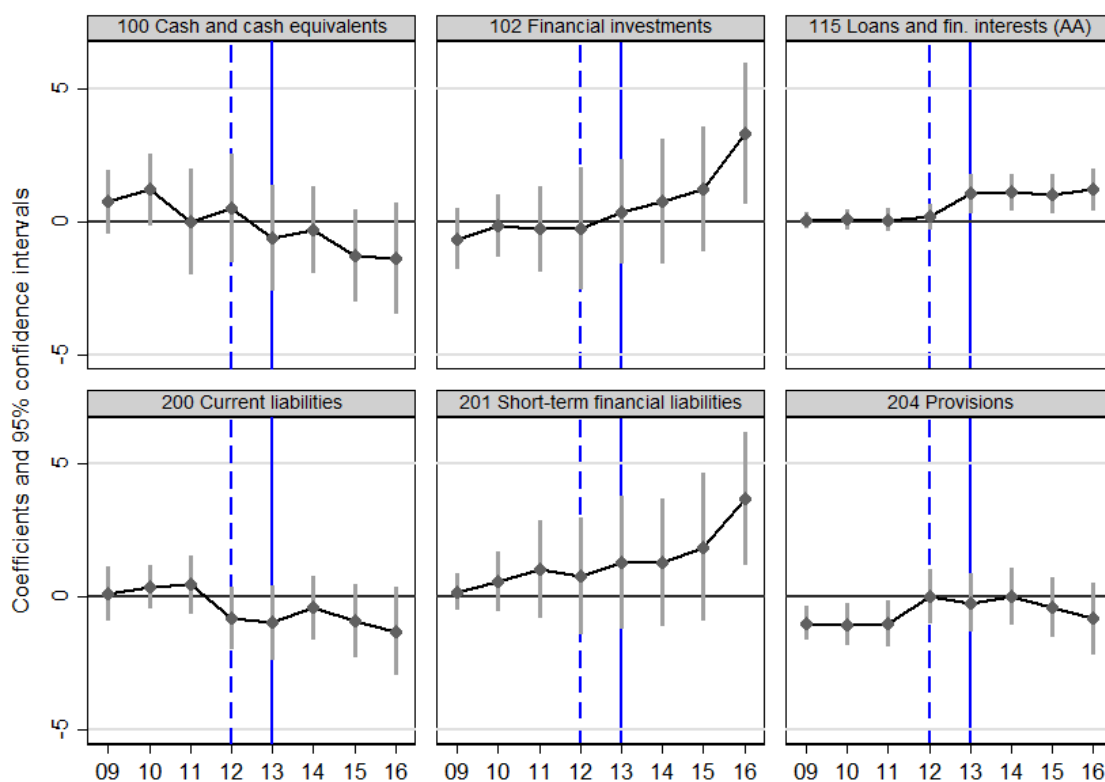 100 Cash and cash equivalents
102 Financial investments
115 Loans and fin. interests (AA)
5
0
-5
200 Current liabilities
201 Short-term financial liabilities
204 Provisions
5
0
-5
Coefficients and 95% confidence intervals
09 10 11 12 13 14 15 16
09 10 11 12 13 14 15 16
09 10 11 12 13 14 15 16